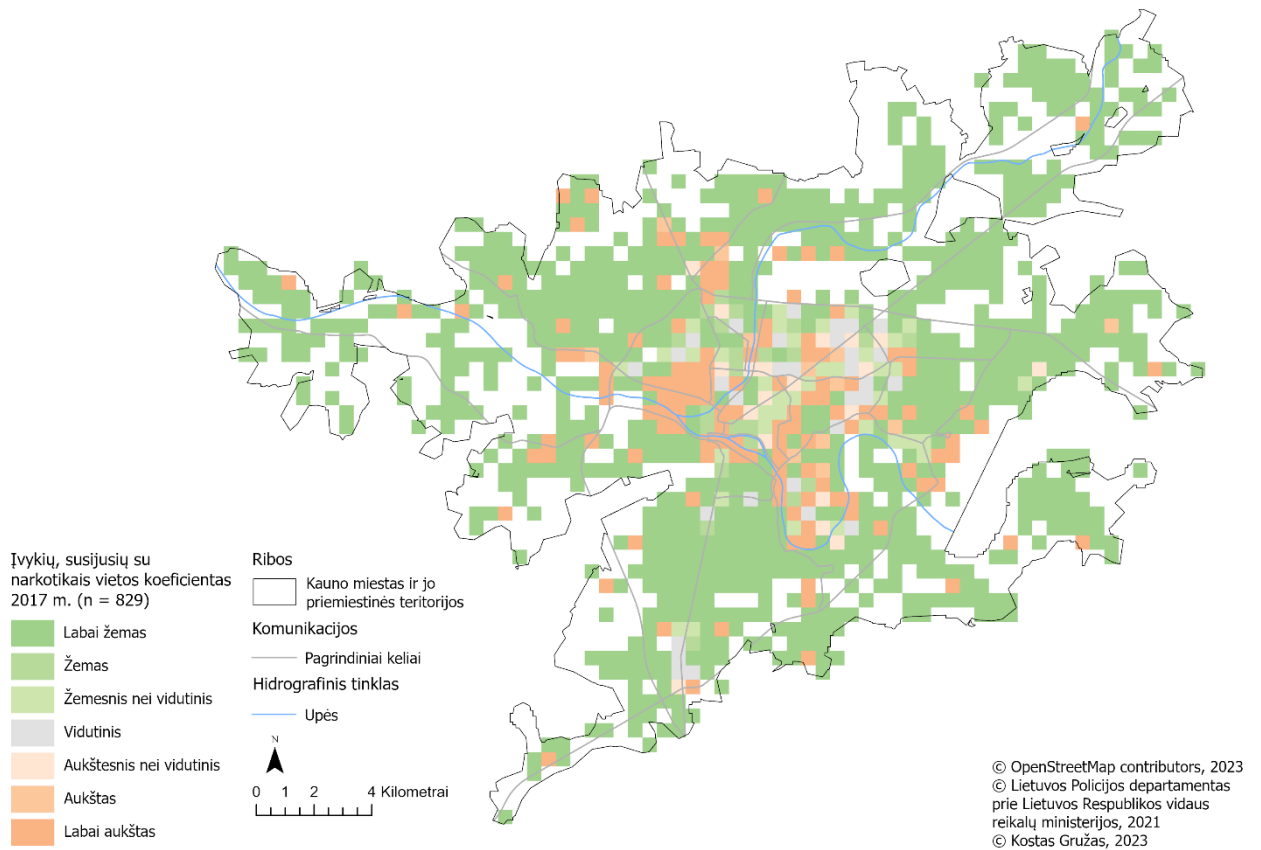 Įvykių, susijusių su
narkotikais vietos koeficientas
2017 m. (n = 829)
Labai žemas
Žemas
Žemesnis nei vidutinis
Vidutinis
Aukštesnis nei vidutinis
Aukštas
Labai aukštas
Ribos
Kauno miestas ir jo
priemiestinės teritorijos
Komunikacijos
Pagrindiniai keliai
Hidrografinis tinklas
Upės
N
0 1 2 4 Kilometrai
© OpenStreetMap contributors, 2023
© Lietuvos Policijos departamentas
prie Lietuvos Respublikos vidaus
reikalų ministerijos, 2021
© Kostas Gružas, 2023